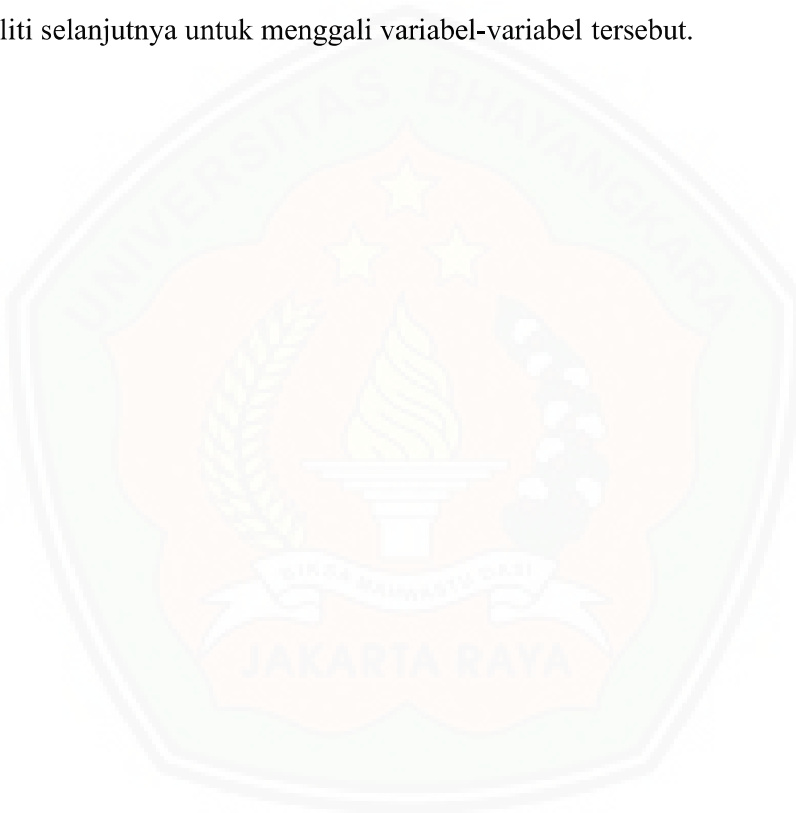 liti selanjutnya untuk menggali variabel-variabel tersebut.
UNIVERSITAS BHAYANGKARA
JAKARTA RAYA